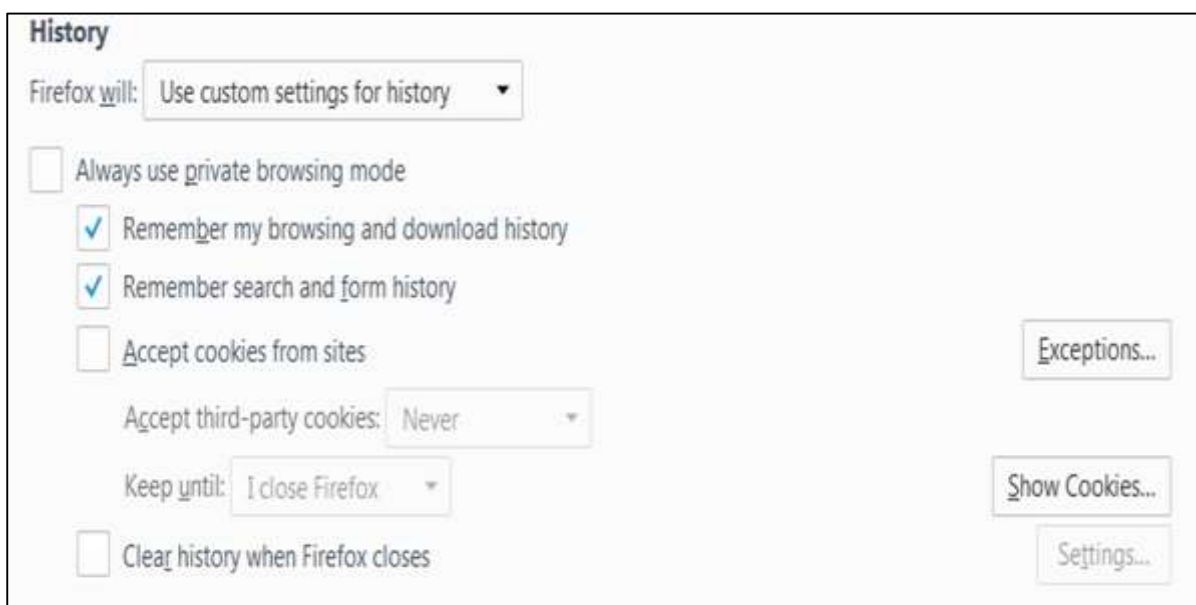 History
Firefox will: Use custom settings for history
Always use private browsing mode
Remember my browsing and download history
Remember search and form history
Accept cookies from sites Exceptions...
Accept third-party cookies: Never
Keep until: I close Firefox Show Cookies...
Clear history when Firefox closes Settings...